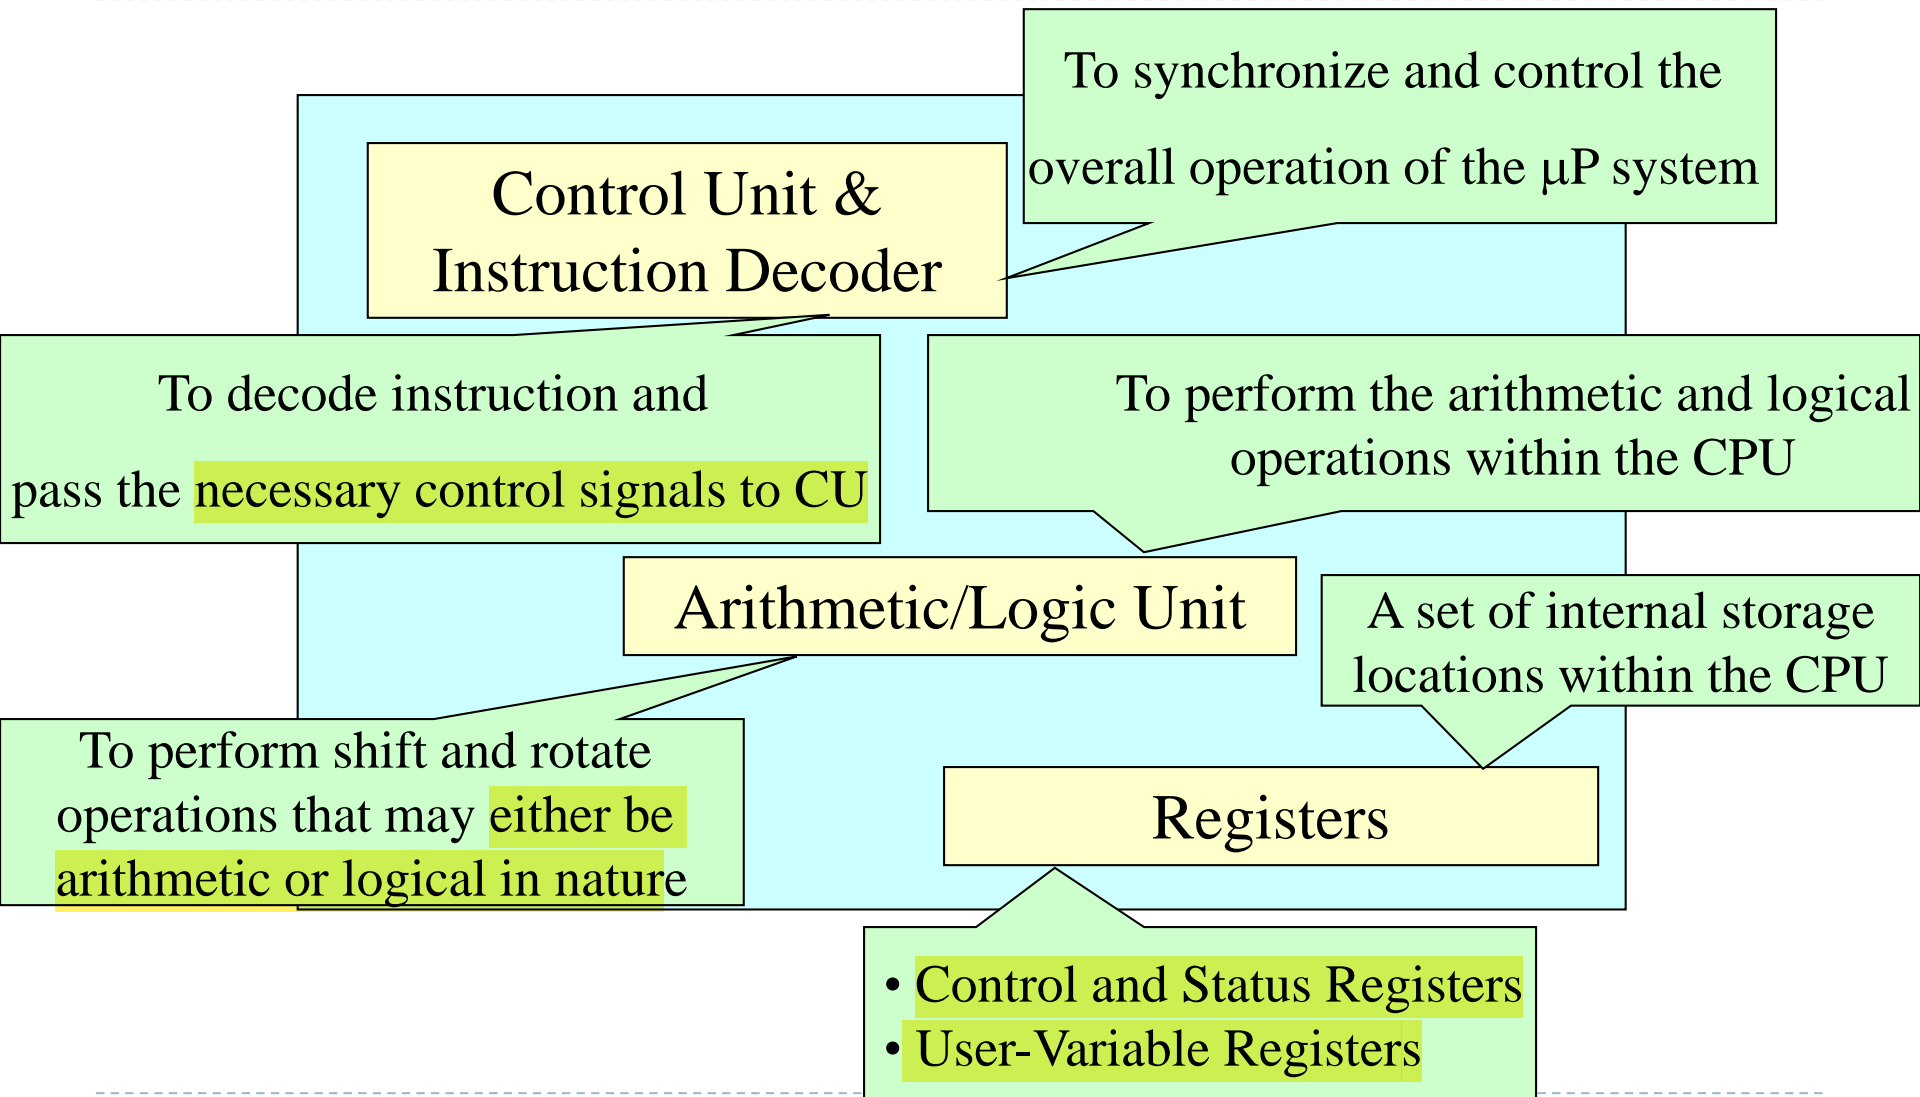 To synchronize and control the
overall operation of the μP system
Control Unit &
Instruction Decoder
To decode instruction and
pass the necessary control signals to CU
To perform the arithmetic and logical
operations within the CPU
Arithmetic/Logic Unit
A set of internal storage
locations within the CPU
To perform shift and rotate
operations that may either be
arithmetic or logical in nature
Registers
• Control and Status Registers
• User-Variable Registers